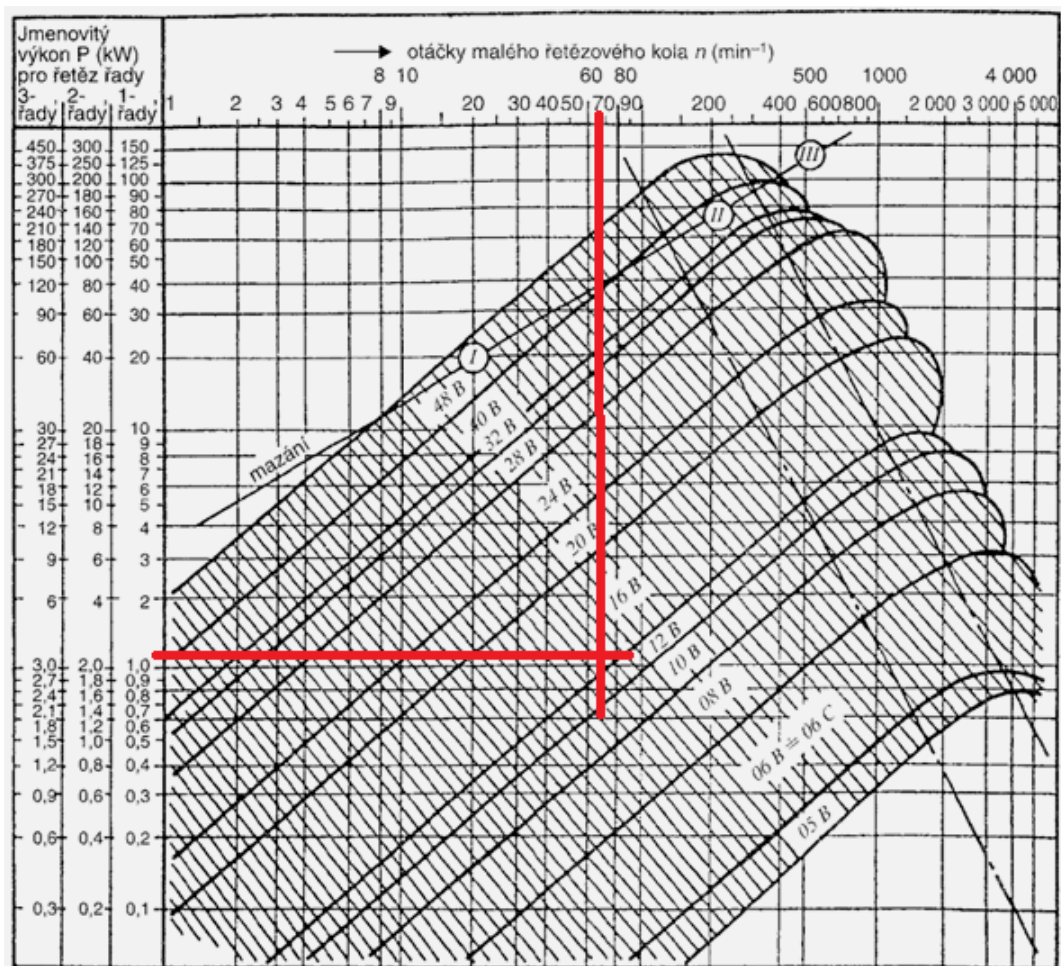 Jmenovitý
výkon P (kW)
pro řetěz řady
3- 2- 1-
řady řady řady
otáčky malého řetězového kola n (min–1)
8 10 60 80 500 1000 4 000
1 2 3 4 5 6 7 9 20 30 40 50 70 90 200 400 600 800 2 000 3 000 5 000
450 300 150
375 250 125
300 200 100
270 180 90
240 160 80
210 140 70
180 120 60
150 100 50
120 80 40
90 60 30
60 40 20
30 20 10
27 18 9
24 16 8
21 14 7
18 12 6
15 10 5
12 8 4
9 6 3
6 4 2
3,0 2,0 1,0
2,7 1,8 0,9
2,4 1,6 0,8
2,1 1,4 0,7
1,8 1,2 0,6
1,5 1,0 0,5
1,2 0,8 0,4
0,9 0,6 0,3
0,6 0,4 0,2
0,3 0,2 0,1
III
II
I
mazání
48 B
40 B
32 B
28 B
24 B
20 B
16 B
12 B
10 B
08 B
06 B ≐ 06 C
05 B